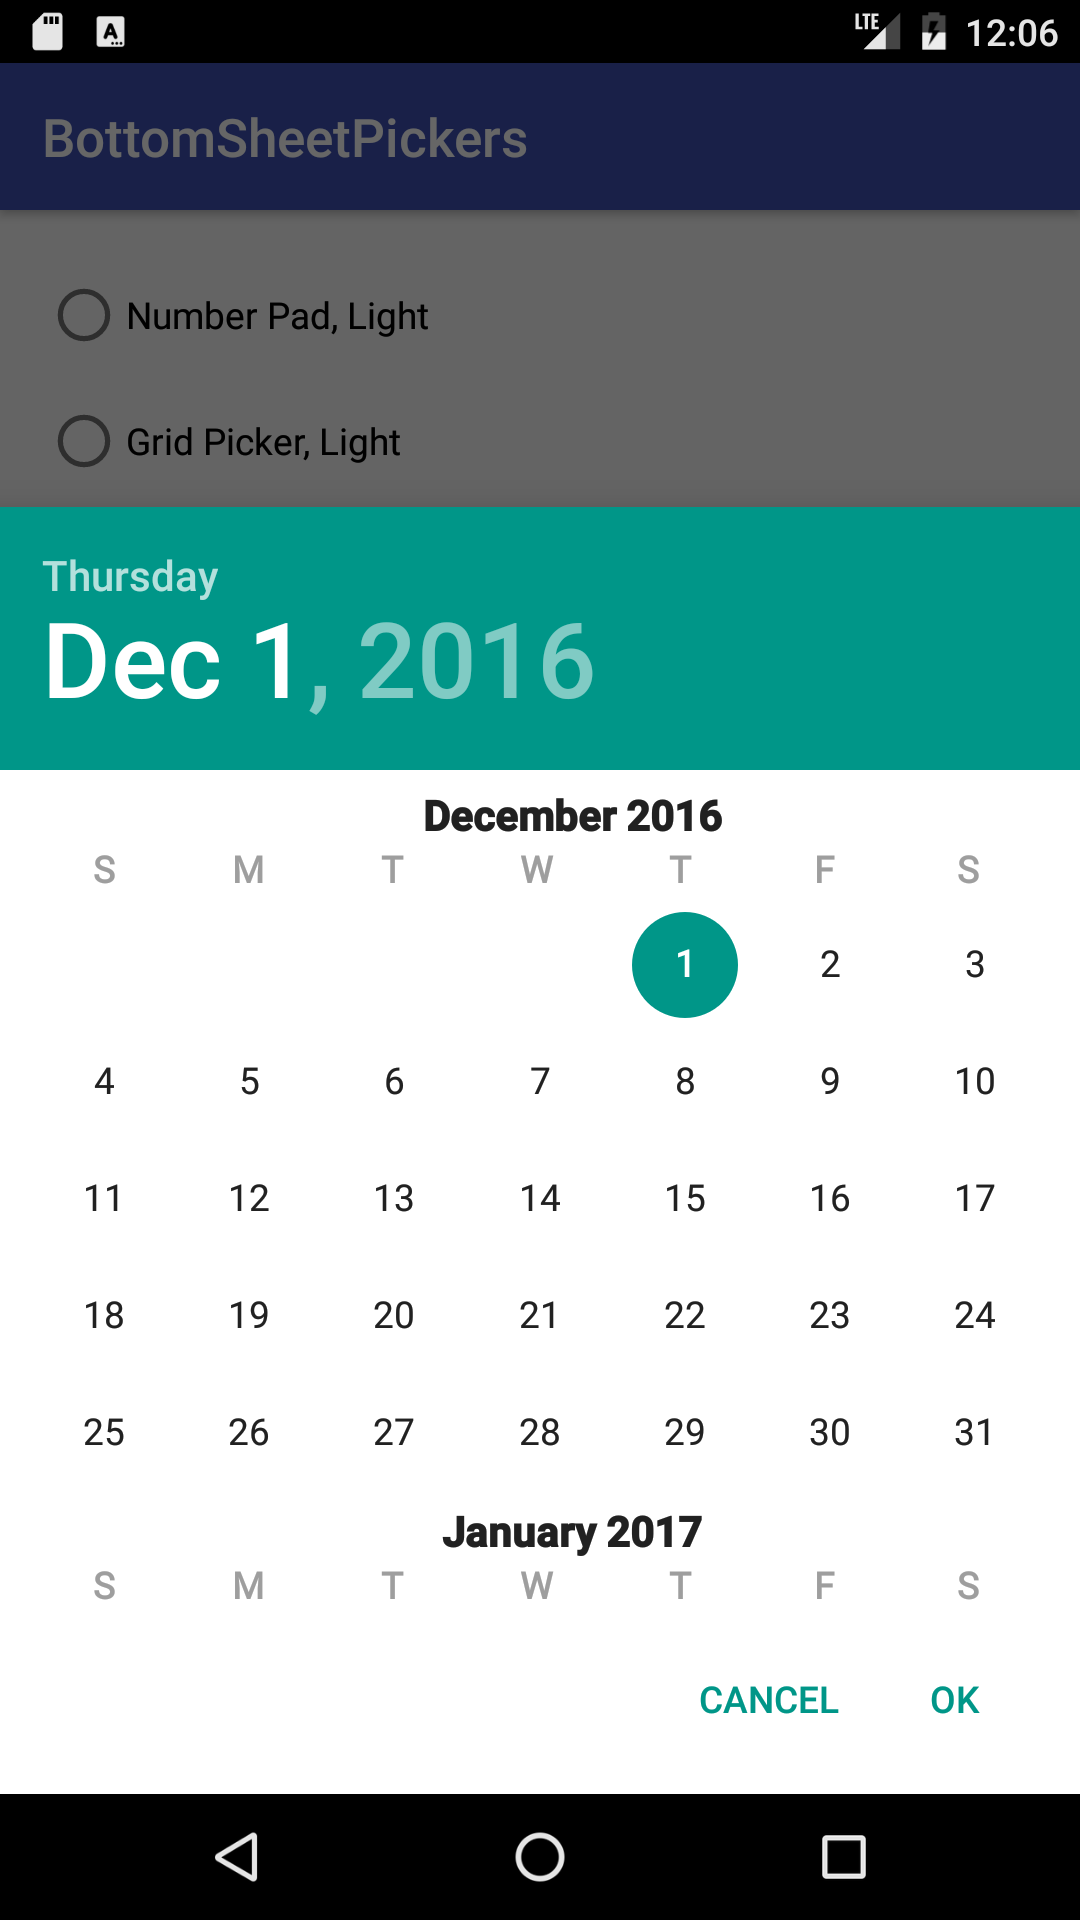 LTE 12:06
BottomSheetPickers
Number Pad, Light
Grid Picker, Light
Thursday
Dec 1, 2016
December 2016
S M T W T F S
1 2 3
4 5 6 7 8 9 10
11 12 13 14 15 16 17
18 19 20 21 22 23 24
25 26 27 28 29 30 31
January 2017
S M T W T F S
CANCEL OK